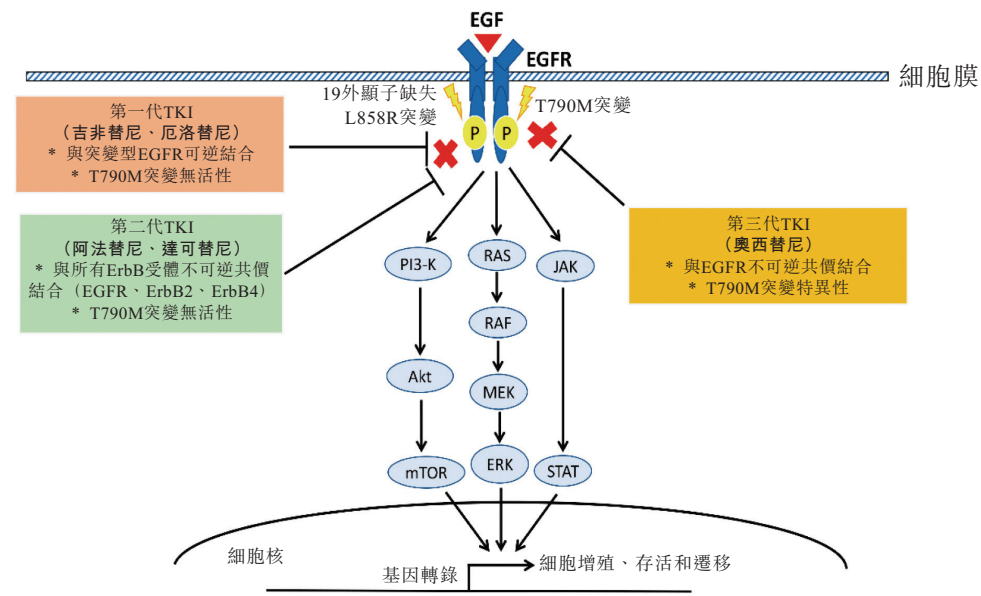 EGF
EGFR
細胞膜
19外顯子缺失
L858R突變
T790M突變
P
P
第一代TKI
（吉非替尼、厄洛替尼）
* 與突變型EGFR可逆結合
* T790M突變無活性
第二代TKI
（阿法替尼、達可替尼）
* 與所有ErbB受體不可逆共價
結合（EGFR、ErbB2、ErbB4）
* T790M突變無活性
第三代TKI
（奧西替尼）
* 與EGFR不可逆共價結合
* T790M突變特異性
PI3-K
RAS
JAK
RAF
Akt
MEK
mTOR
ERK
STAT
細胞核
基因轉錄
細胞增殖、存活和遷移